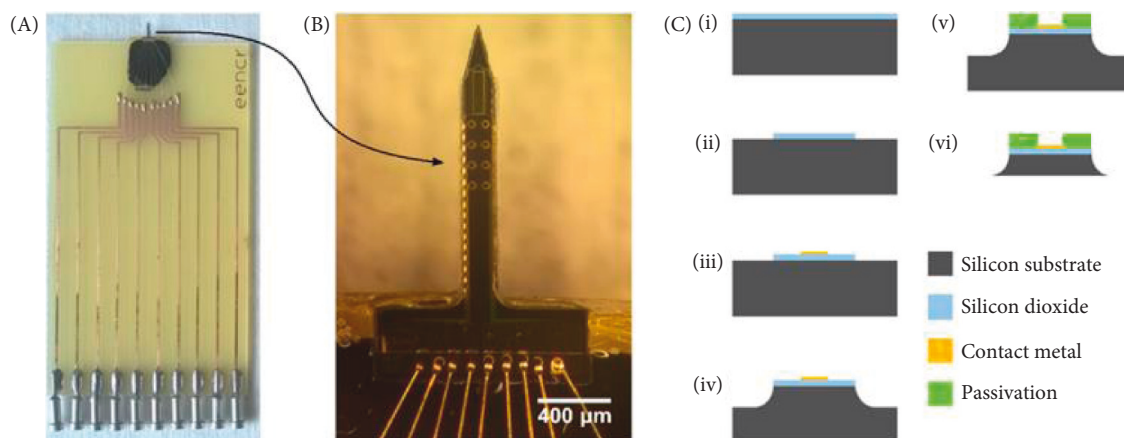 (A)
eencr
(B)
400 µm
(C)
(i)
(ii)
(iii)
(iv)
(v)
(vi)
Silicon substrate
Silicon dioxide
Contact metal
Passivation